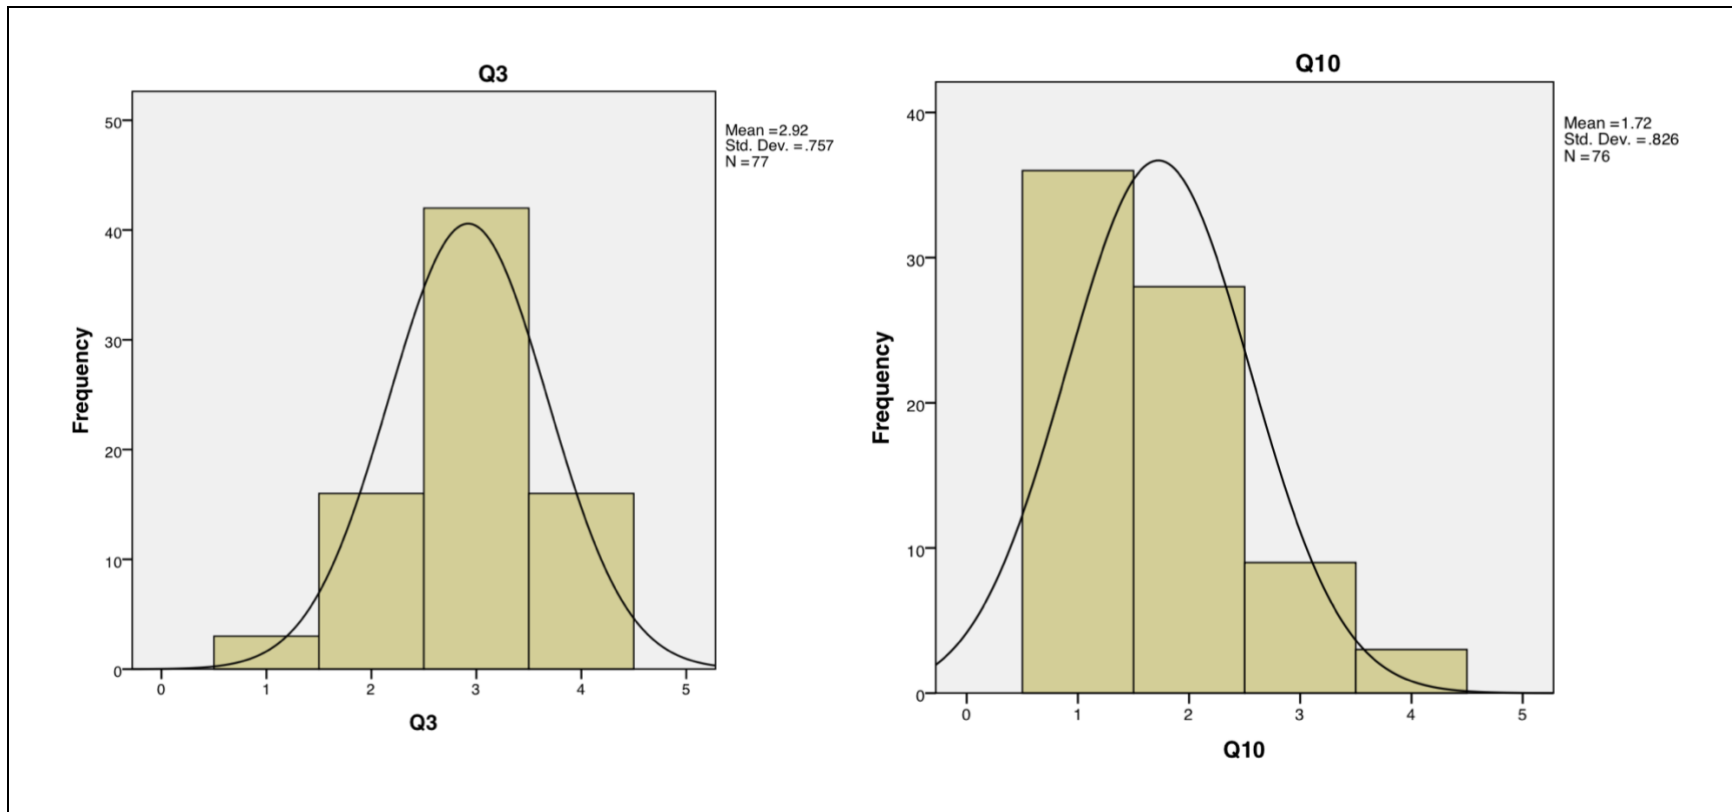 Q3
Mean =2.92
Std. Dev. =.757
N =77
50
40
30
20
10
0
Frequency
0 1 2 3 4 5
Q3
Q10
Mean =1.72
Std. Dev. =.826
N =76
40
30
20
10
0
Frequency
0 1 2 3 4 5
Q10